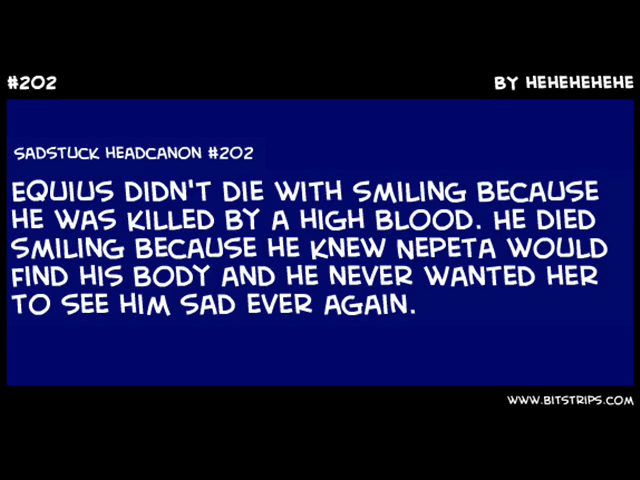 #202
BY HEHEHEHEHE
SADSTUCK HEADCANON #202
EQUIUS DIDN'T DIE WITH SMILING BECAUSE
HE WAS KILLED BY A HIGH BLOOD. HE DIED
SMILING BECAUSE HE KNEW NEPETA WOULD
FIND HIS BODY AND HE NEVER WANTED HER
TO SEE HIM SAD EVER AGAIN.
WWW.BITSTRIPS.COM